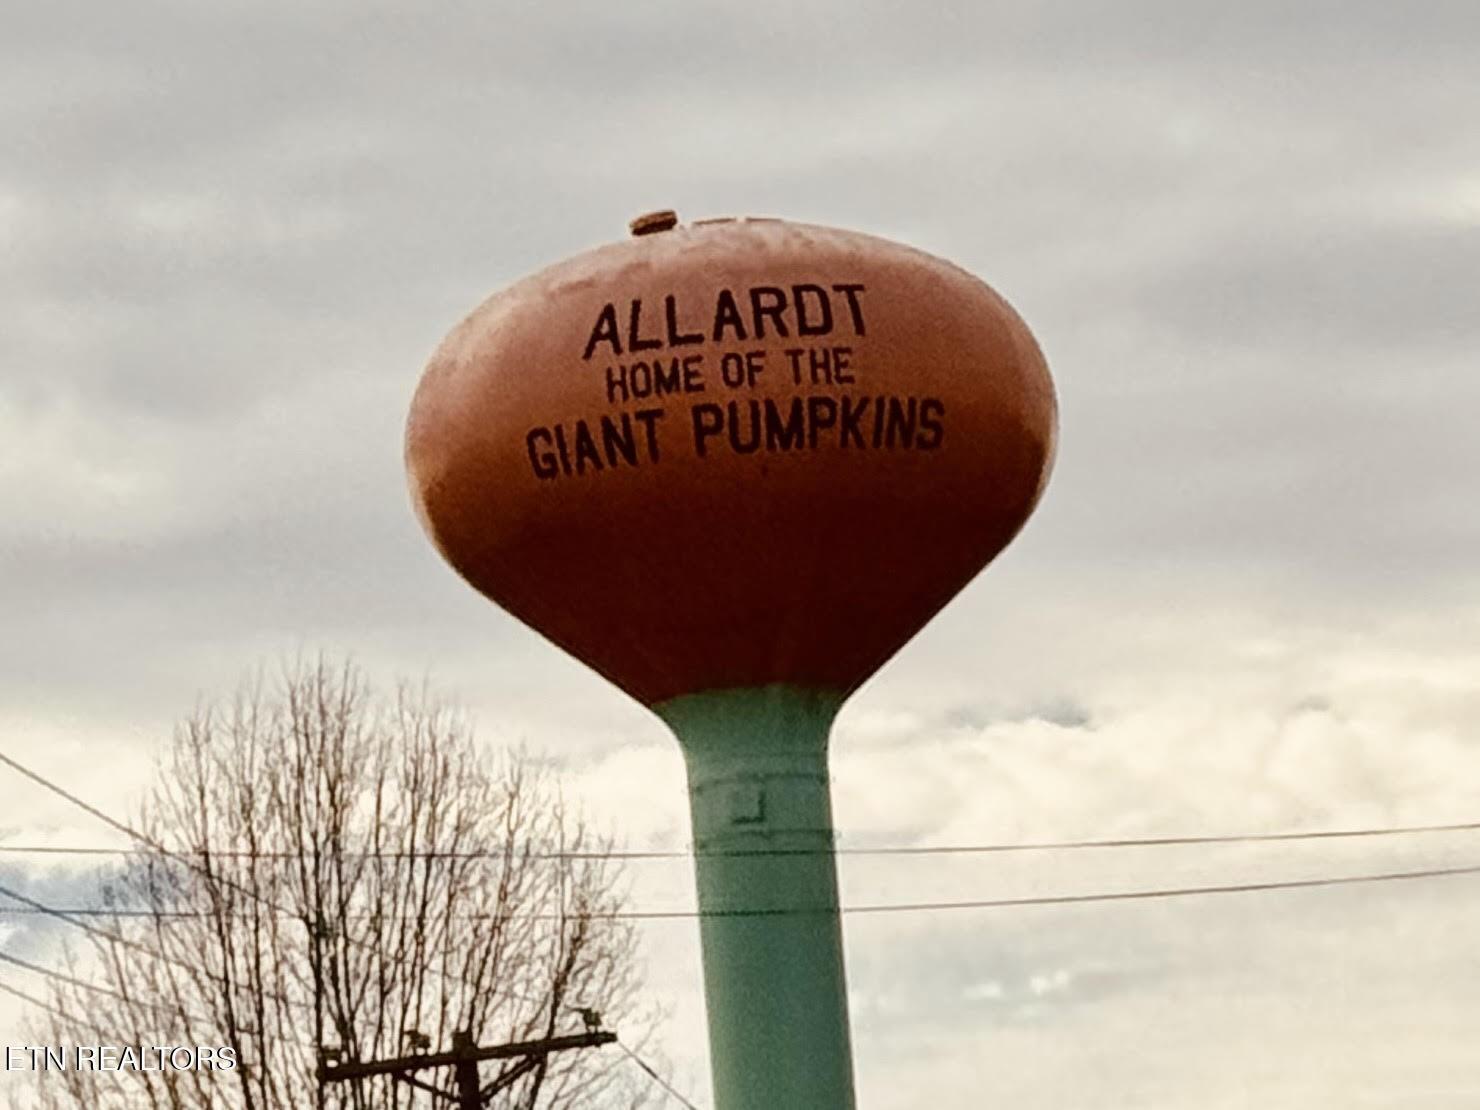 ALLARDT
HOME OF THE
GIANT PUMPKINS
ETN REALTORS